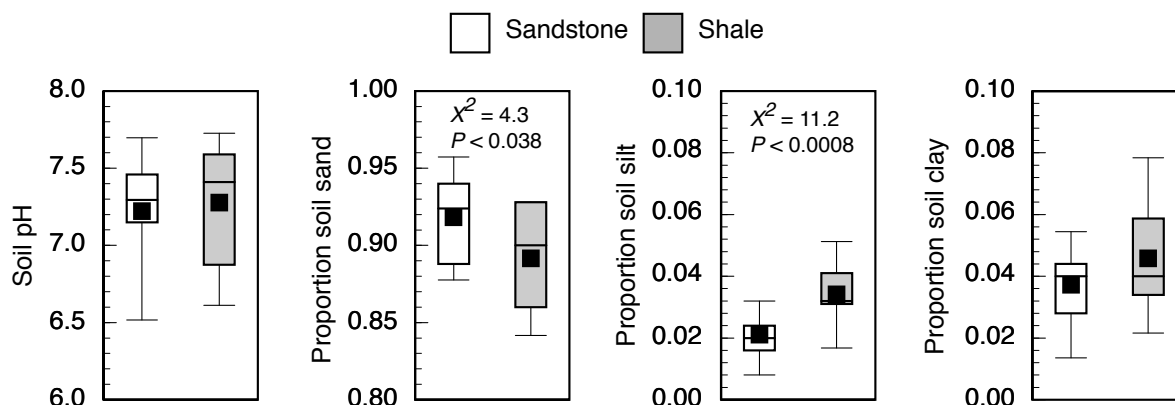 Sandstone Shale
Soil pH
8.0
7.5
7.0
6.5
6.0
Proportion soil sand
1.00
0.95
0.90
0.85
0.80
X² = 4.3
P < 0.038
Proportion soil silt
0.10
0.08
0.06
0.04
0.02
0.00
X² = 11.2
P < 0.0008
Proportion soil clay
0.10
0.08
0.06
0.04
0.02
0.00